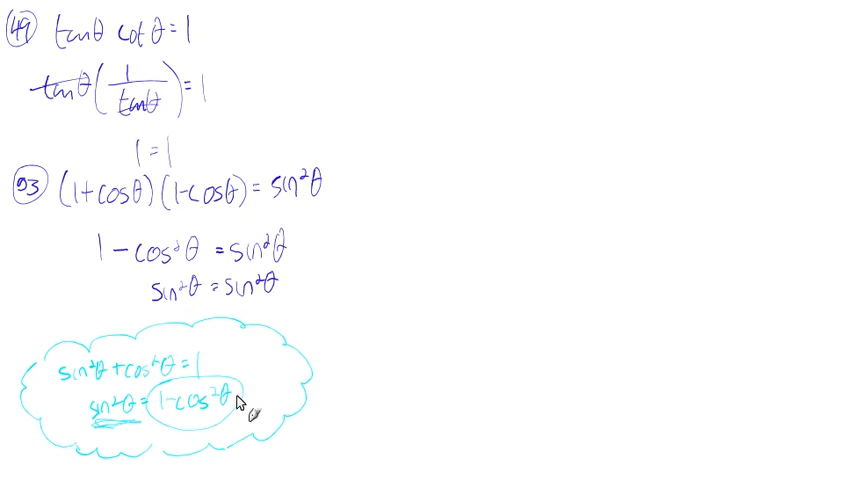 49 tanθ cotθ = 1
tanθ (1/tanθ) = 1
1 = 1
53 (1+cosθ)(1-cosθ) = sin²θ
1 - cos²θ = sin²θ
sin²θ = sin²θ
sin²θ + cos²θ = 1
sin²θ = 1-cos²θ